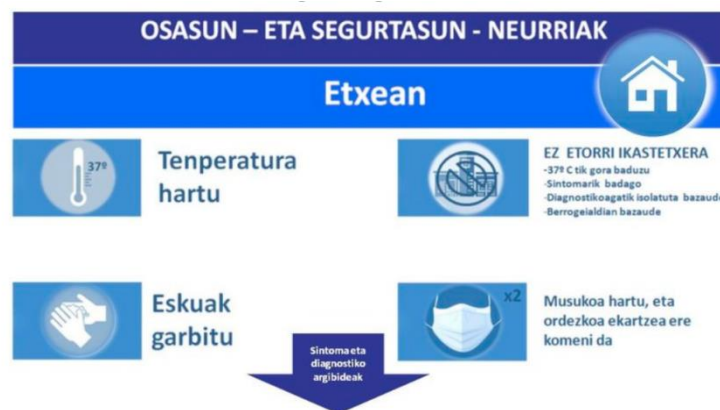 OSASUN – ETA SEGURTASUN - NEURRIAK
Etxean
37º
Tenperatura
hartu
EZ ETORRI IKASTETXERA
-37º C tik gora baduzu
-Sintomarik badago
-Diagnostikoagatik isolatuta bazaude
-Berrogeialdian bazaude
Eskuak
garbitu
x2
Musukoa hartu, eta
ordezkoa ekartzea ere
komeni da
Sintoma eta
diagnostiko
argibideak